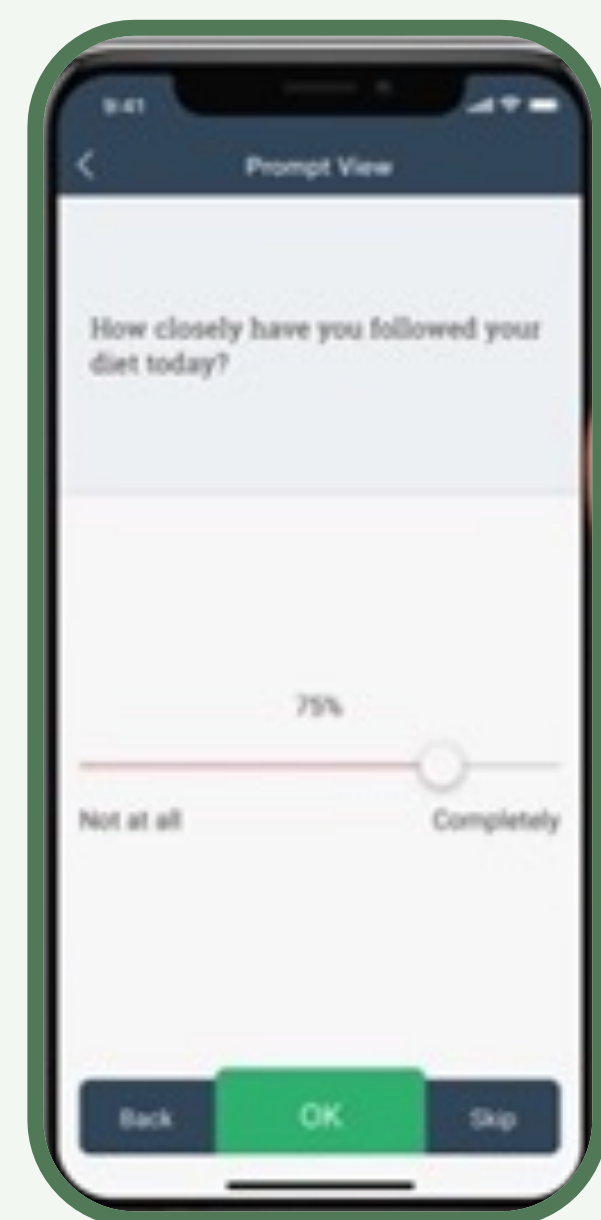 9:41
Prompt View
How closely have you followed your
diet today?
75%
Not at all
Completely
Back
OK
Skip